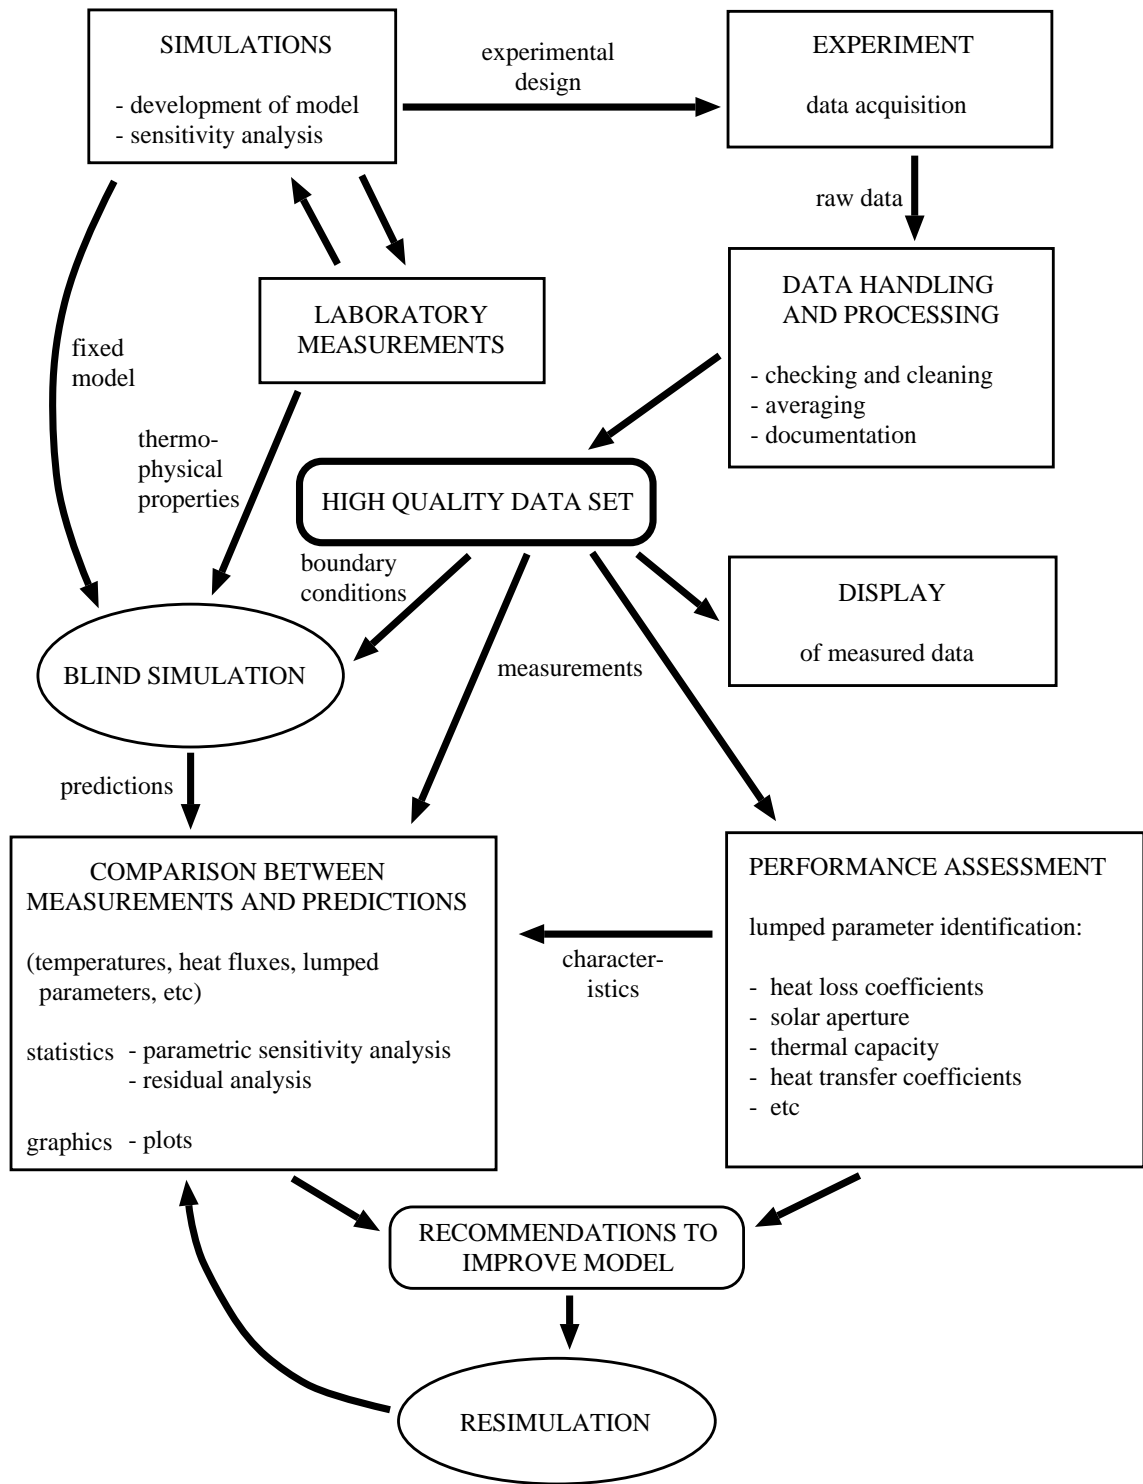 SIMULATIONS
- development of model
- sensitivity analysis
experimental
design
EXPERIMENT
data acquisition
raw data
LABORATORY
MEASUREMENTS
DATA HANDLING
AND PROCESSING
- checking and cleaning
- averaging
- documentation
fixed
model
thermo-
physical
properties
HIGH QUALITY DATA SET
boundary
conditions
DISPLAY
of measured data
BLIND SIMULATION
measurements
predictions
COMPARISON BETWEEN
MEASUREMENTS AND PREDICTIONS
(temperatures, heat fluxes, lumped
parameters, etc)
statistics - parametric sensitivity analysis
- residual analysis
graphics - plots
character-
istics
PERFORMANCE ASSESSMENT
lumped parameter identification:
- heat loss coefficients
- solar aperture
- thermal capacity
- heat transfer coefficients
- etc
RECOMMENDATIONS TO
IMPROVE MODEL
RESIMULATION